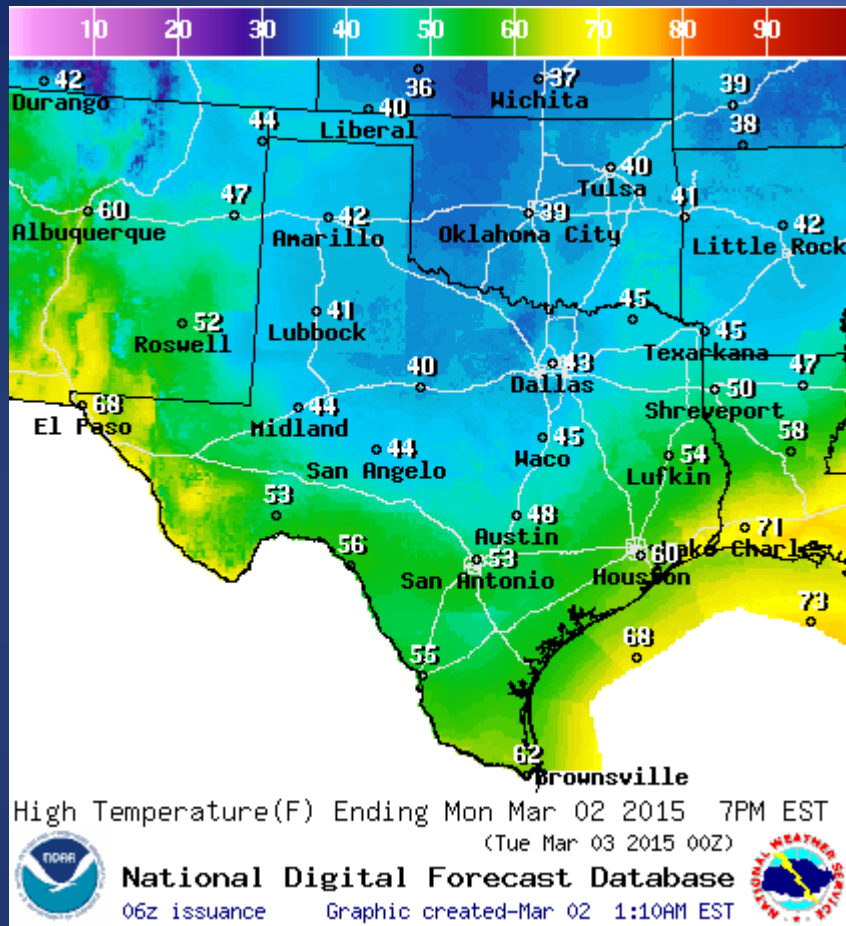 10 20 30 40 50 60 70 80 90
42
Durango
36
37
Wichita
39
40
Liberal
44
38
40
Tulsa
60
Albuquerque
47
42
Amarillo
39
Oklahoma City
41
42
Little Rock
52
Roswell
41
Lubbock
45
45
Texarkana
43
Dallas
40
47
50
Shreveport
68
El Paso
44
Midland
44
San Angelo
45
Waco
54
Lufkin
58
53
48
Austin
71
Lake Charles
56
53
San Antonio
60
Houston
73
68
55
62
Brownsville
High Temperature(F) Ending Mon Mar 02 2015 7PM EST
(Tue Mar 03 2015 00Z)
National Digital Forecast Database
06z issuance Graphic created-Mar 02 1:10AM EST
NOAA
NATIONAL WEATHER SERVICE